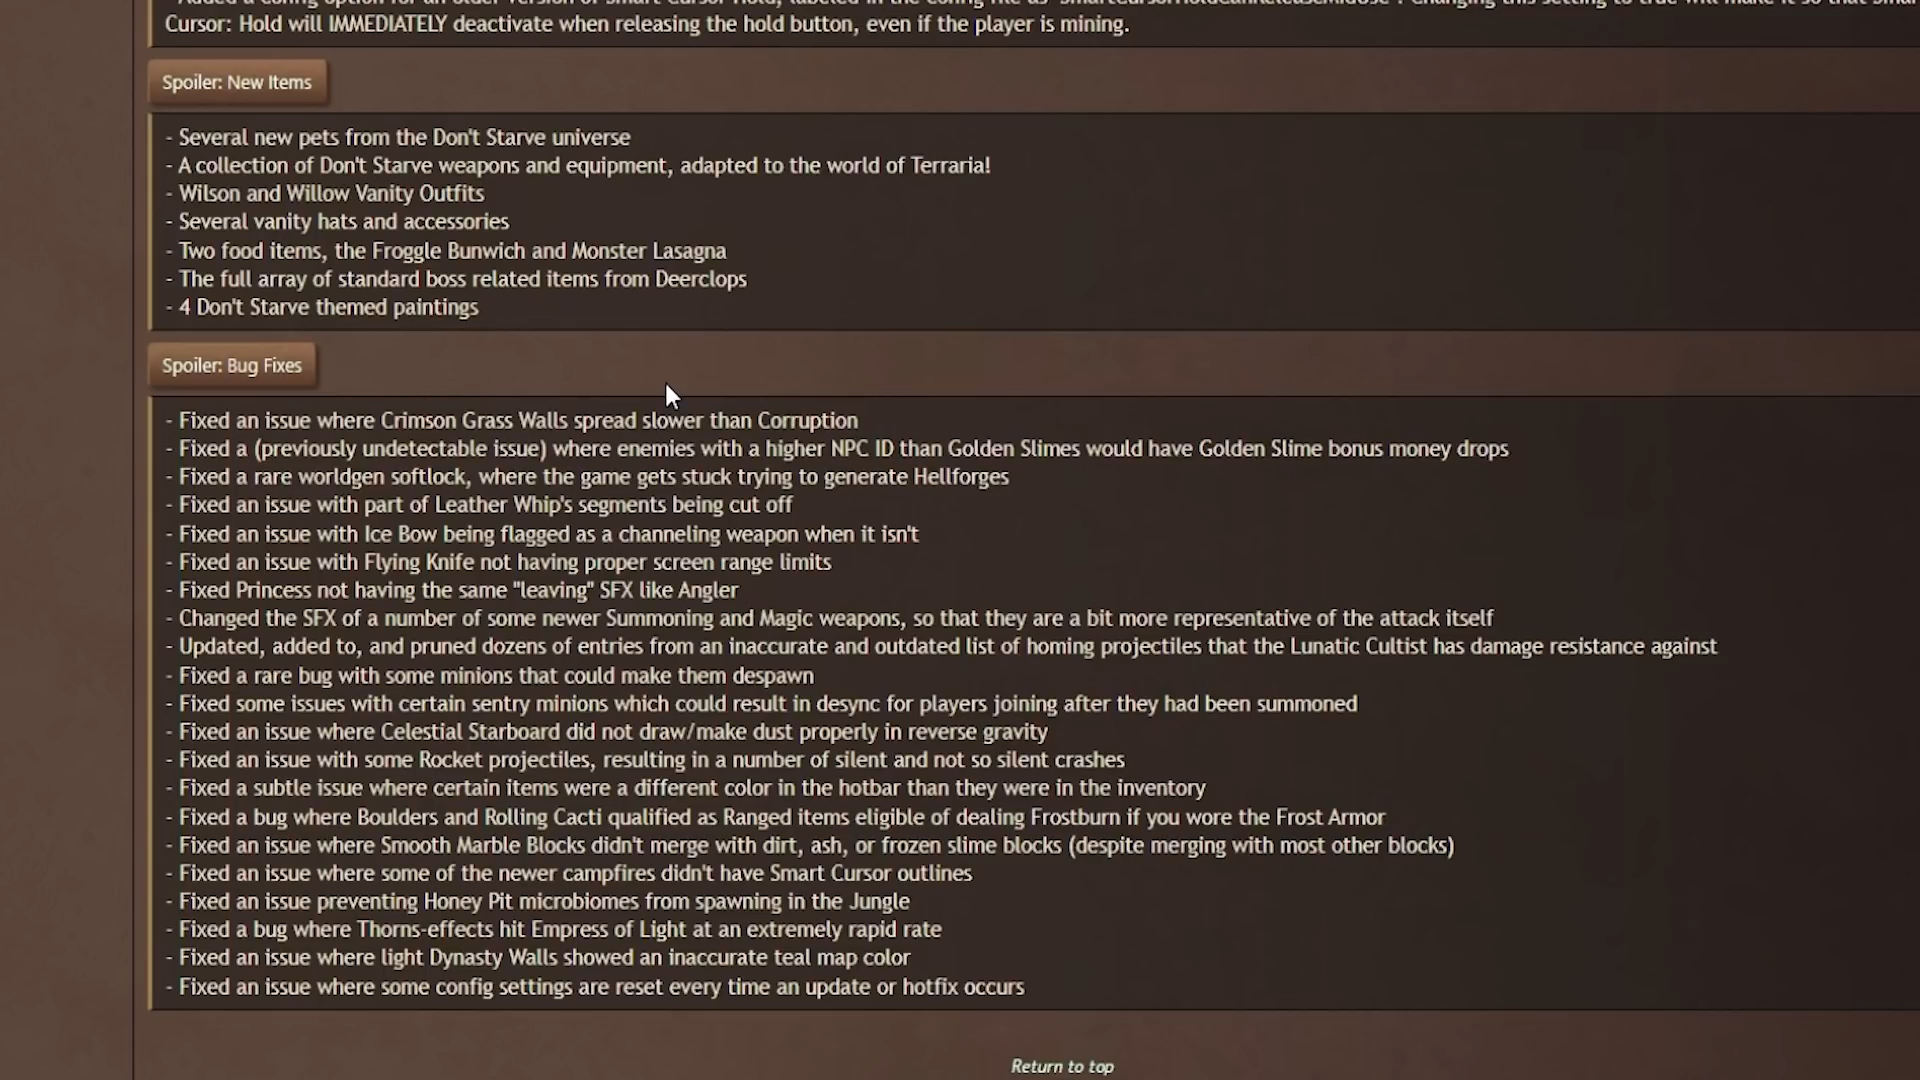 Cursor: Hold will IMMEDIATELY deactivate when releasing the hold button, even if the player is mining.
Spoiler: New Items
- Several new pets from the Don't Starve universe
- A collection of Don't Starve weapons and equipment, adapted to the world of Terraria!
- Wilson and Willow Vanity Outfits
- Several vanity hats and accessories
- Two food items, the Froggle Bunwich and Monster Lasagna
- The full array of standard boss related items from Deerclops
- 4 Don't Starve themed paintings
Spoiler: Bug Fixes
- Fixed an issue where Crimson Grass Walls spread slower than Corruption
- Fixed a (previously undetectable issue) where enemies with a higher NPC ID than Golden Slimes would have Golden Slime bonus money drops
- Fixed a rare worldgen softlock, where the game gets stuck trying to generate Hellforges
- Fixed an issue with part of Leather Whip's segments being cut off
- Fixed an issue with Ice Bow being flagged as a channeling weapon when it isn't
- Fixed an issue with Flying Knife not having proper screen range limits
- Fixed Princess not having the same "leaving" SFX like Angler
- Changed the SFX of a number of some newer Summoning and Magic weapons, so that they are a bit more representative of the attack itself
- Updated, added to, and pruned dozens of entries from an inaccurate and outdated list of homing projectiles that the Lunatic Cultist has damage resistance against
- Fixed a rare bug with some minions that could make them despawn
- Fixed some issues with certain sentry minions which could result in desync for players joining after they had been summoned
- Fixed an issue where Celestial Starboard did not draw/make dust properly in reverse gravity
- Fixed an issue with some Rocket projectiles, resulting in a number of silent and not so silent crashes
- Fixed a subtle issue where certain items were a different color in the hotbar than they were in the inventory
- Fixed a bug where Boulders and Rolling Cacti qualified as Ranged items eligible of dealing Frostburn if you wore the Frost Armor
- Fixed an issue where Smooth Marble Blocks didn't merge with dirt, ash, or frozen slime blocks (despite merging with most other blocks)
- Fixed an issue where some of the newer campfires didn't have Smart Cursor outlines
- Fixed an issue preventing Honey Pit microbiomes from spawning in the Jungle
- Fixed a bug where Thorns-effects hit Empress of Light at an extremely rapid rate
- Fixed an issue where light Dynasty Walls showed an inaccurate teal map color
- Fixed an issue where some config settings are reset every time an update or hotfix occurs
Return to top